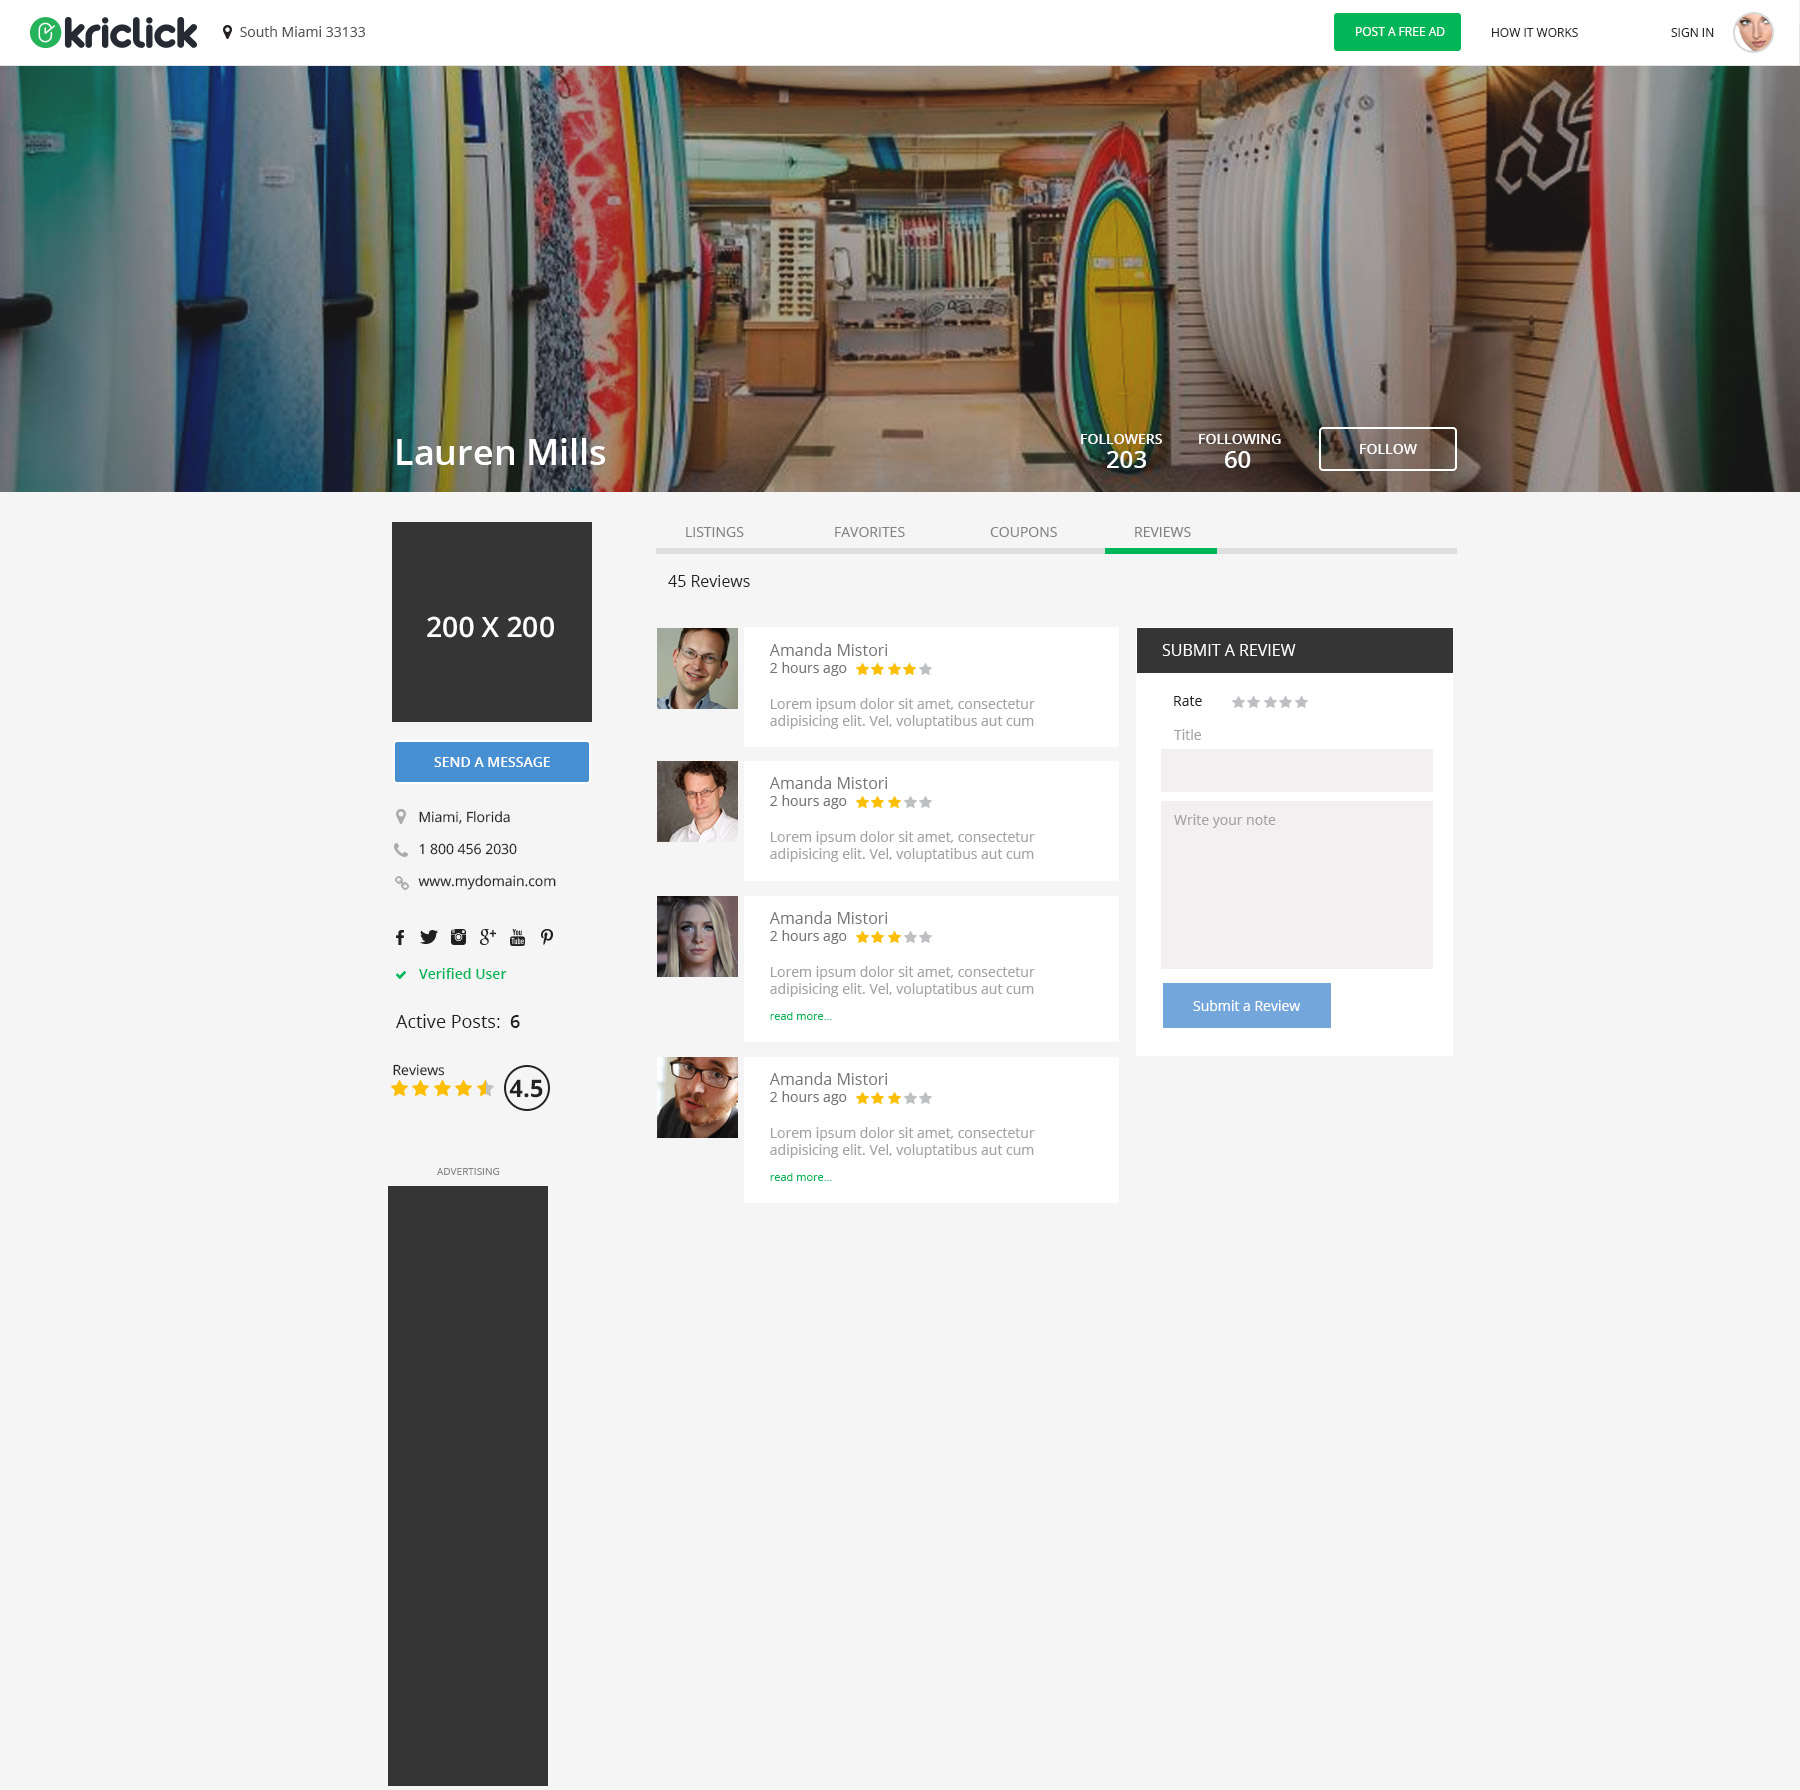 kriclick
South Miami 33133
POST A FREE AD
HOW IT WORKS
SIGN IN
Lauren Mills
FOLLOWERS
203
FOLLOWING
60
FOLLOW
200 X 200
SEND A MESSAGE
Miami, Florida
1 800 456 2030
www.mydomain.com
You
Tube
Verified User
Active Posts: 6
Reviews
4.5
ADVERTISING
LISTINGS
FAVORITES
COUPONS
REVIEWS
45 Reviews
Amanda Mistori
2 hours ago
Lorem ipsum dolor sit amet, consectetur
adipisicing elit. Vel, voluptatibus aut cum
Amanda Mistori
2 hours ago
Lorem ipsum dolor sit amet, consectetur
adipisicing elit. Vel, voluptatibus aut cum
Amanda Mistori
2 hours ago
Lorem ipsum dolor sit amet, consectetur
adipisicing elit. Vel, voluptatibus aut cum
read more...
Amanda Mistori
2 hours ago
Lorem ipsum dolor sit amet, consectetur
adipisicing elit. Vel, voluptatibus aut cum
read more...
SUBMIT A REVIEW
Rate
Title
Write your note
Submit a Review